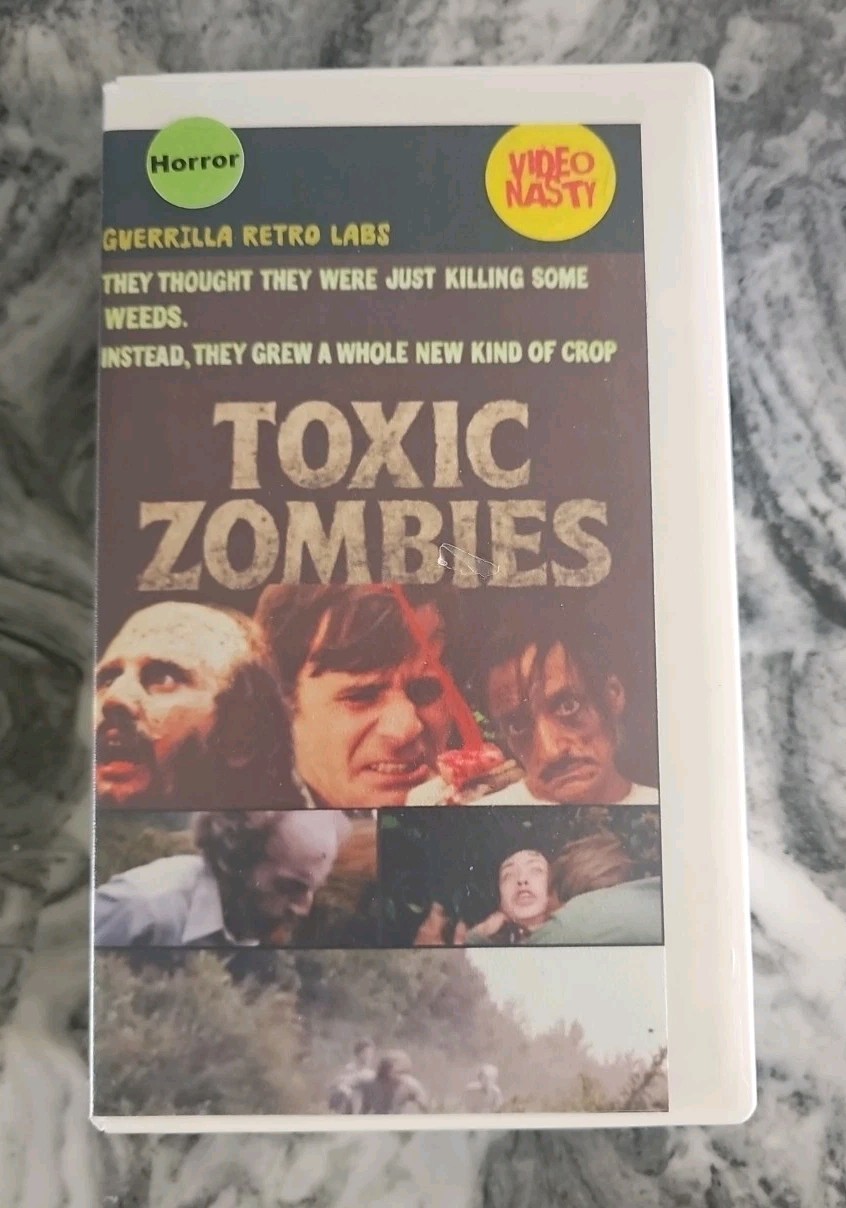 Horror
VIDEO
NASTY
GUERRILLA RETRO LABS
THEY THOUGHT THEY WERE JUST KILLING SOME
WEEDS.
INSTEAD, THEY GREW A WHOLE NEW KIND OF CROP
TOXIC
ZOMBIES